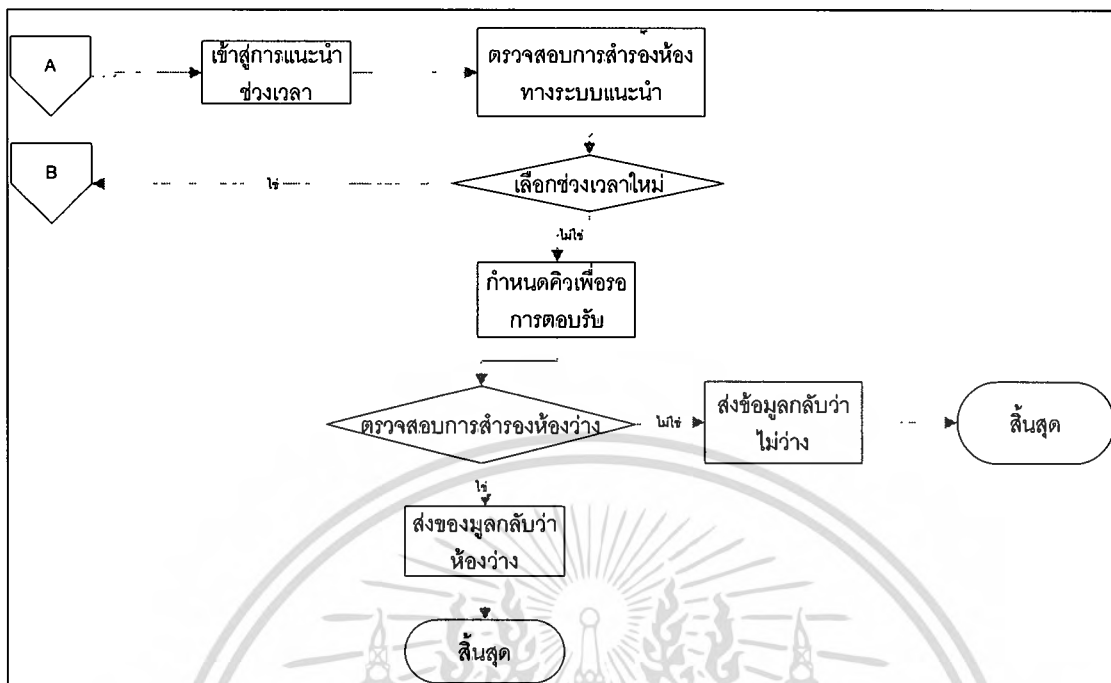 A
เข้าสู่การแนะนำ
ช่วงเวลา
ตรวจสอบการสำรองห้อง
ทางระบบแนะนำ
B
ใช่
เลือกช่วงเวลาใหม่
ไม่ใช่
กำหนดคิวเพื่อรอ
การตอบรับ
ตรวจสอบการสำรองห้องว่าง
ไม่ใช่
ส่งข้อมูลกลับว่า
ไม่ว่าง
สิ้นสุด
ใช่
ส่งของมูลกลับว่า
ห้องว่าง
สิ้นสุด